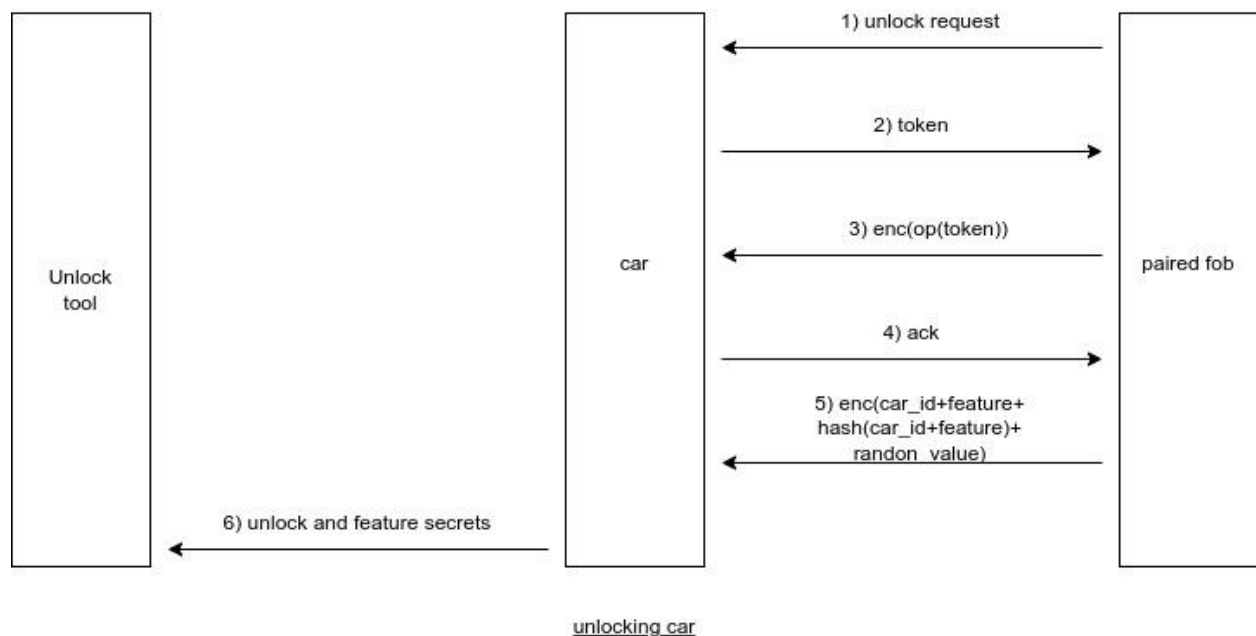 1) unlock request
2) token
3) enc(op(token))
Unlock
tool
car
paired fob
4) ack
5) enc(car_id+feature+
hash(car_id+feature)+
randon_value)
6) unlock and feature secrets
unlocking car